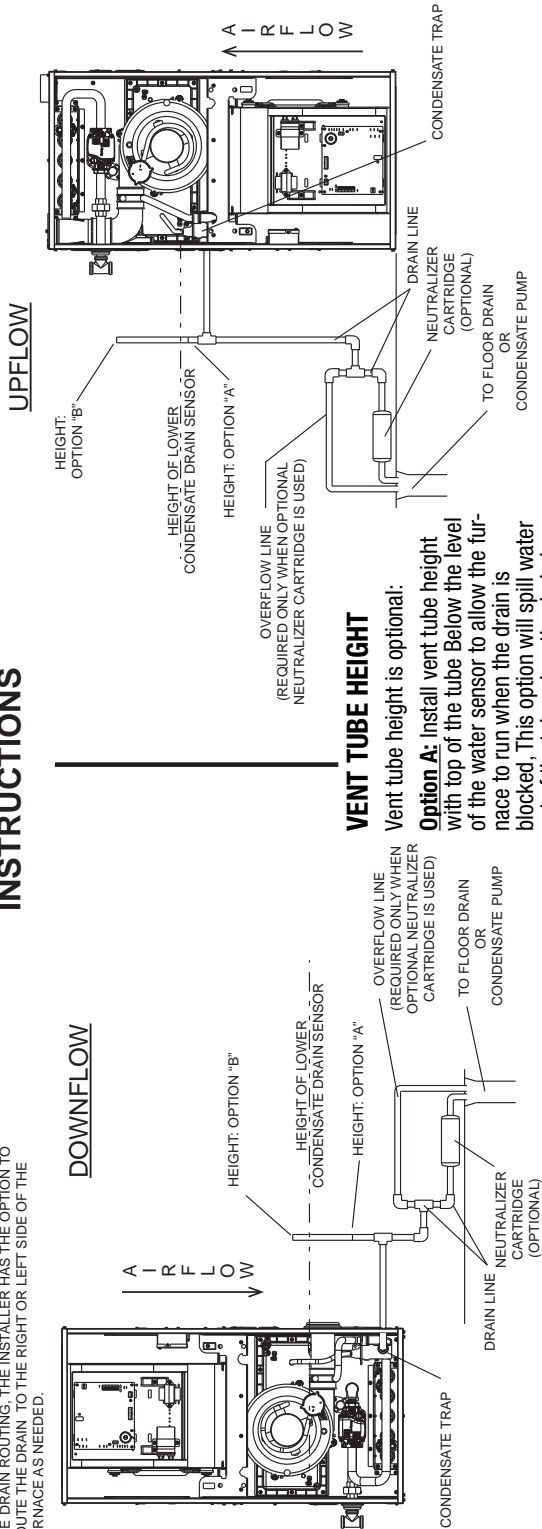 INSTRUCTIONS
DRAIN ROUTING, THE INSTALLER HAS THE OPTION TO
THE DRAIN TO THE RIGHT OR LEFT SIDE OF THE
AS NEEDED.
DOWNFLOW
AIRFLOW
HEIGHT: OPTION "B"
HEIGHT OF LOWER
CONDENSATE DRAIN SENSOR
HEIGHT: OPTION "A"
OVERFLOW LINE
(REQUIRED ONLY WHEN
OPTIONAL NEUTRALIZER
CARTRIDGE IS USED)
TO FLOOR DRAIN
OR
CONDENSATE PUMP
DRAIN LINE
NEUTRALIZER
CARTRIDGE
(OPTIONAL)
CONDENSATE TRAP
UPFLOW
AIRFLOW
HEIGHT:
OPTION "B"
HEIGHT OF LOWER
CONDENSATE DRAIN SENSOR
HEIGHT: OPTION "A"
OVERFLOW LINE
(REQUIRED ONLY WHEN OPTIONAL
NEUTRALIZER CARTRIDGE IS USED)
CONDENSATE TRAP
DRAIN LINE
NEUTRALIZER
CARTRIDGE
(OPTIONAL)
TO FLOOR DRAIN
OR
CONDENSATE PUMP
VENT TUBE HEIGHT
Vent tube height is optional:
Option A: Install vent tube height
with top of the tube Below the level
of the water sensor to allow the fur-
nace to run when the drain is
blocked, This option will spill water